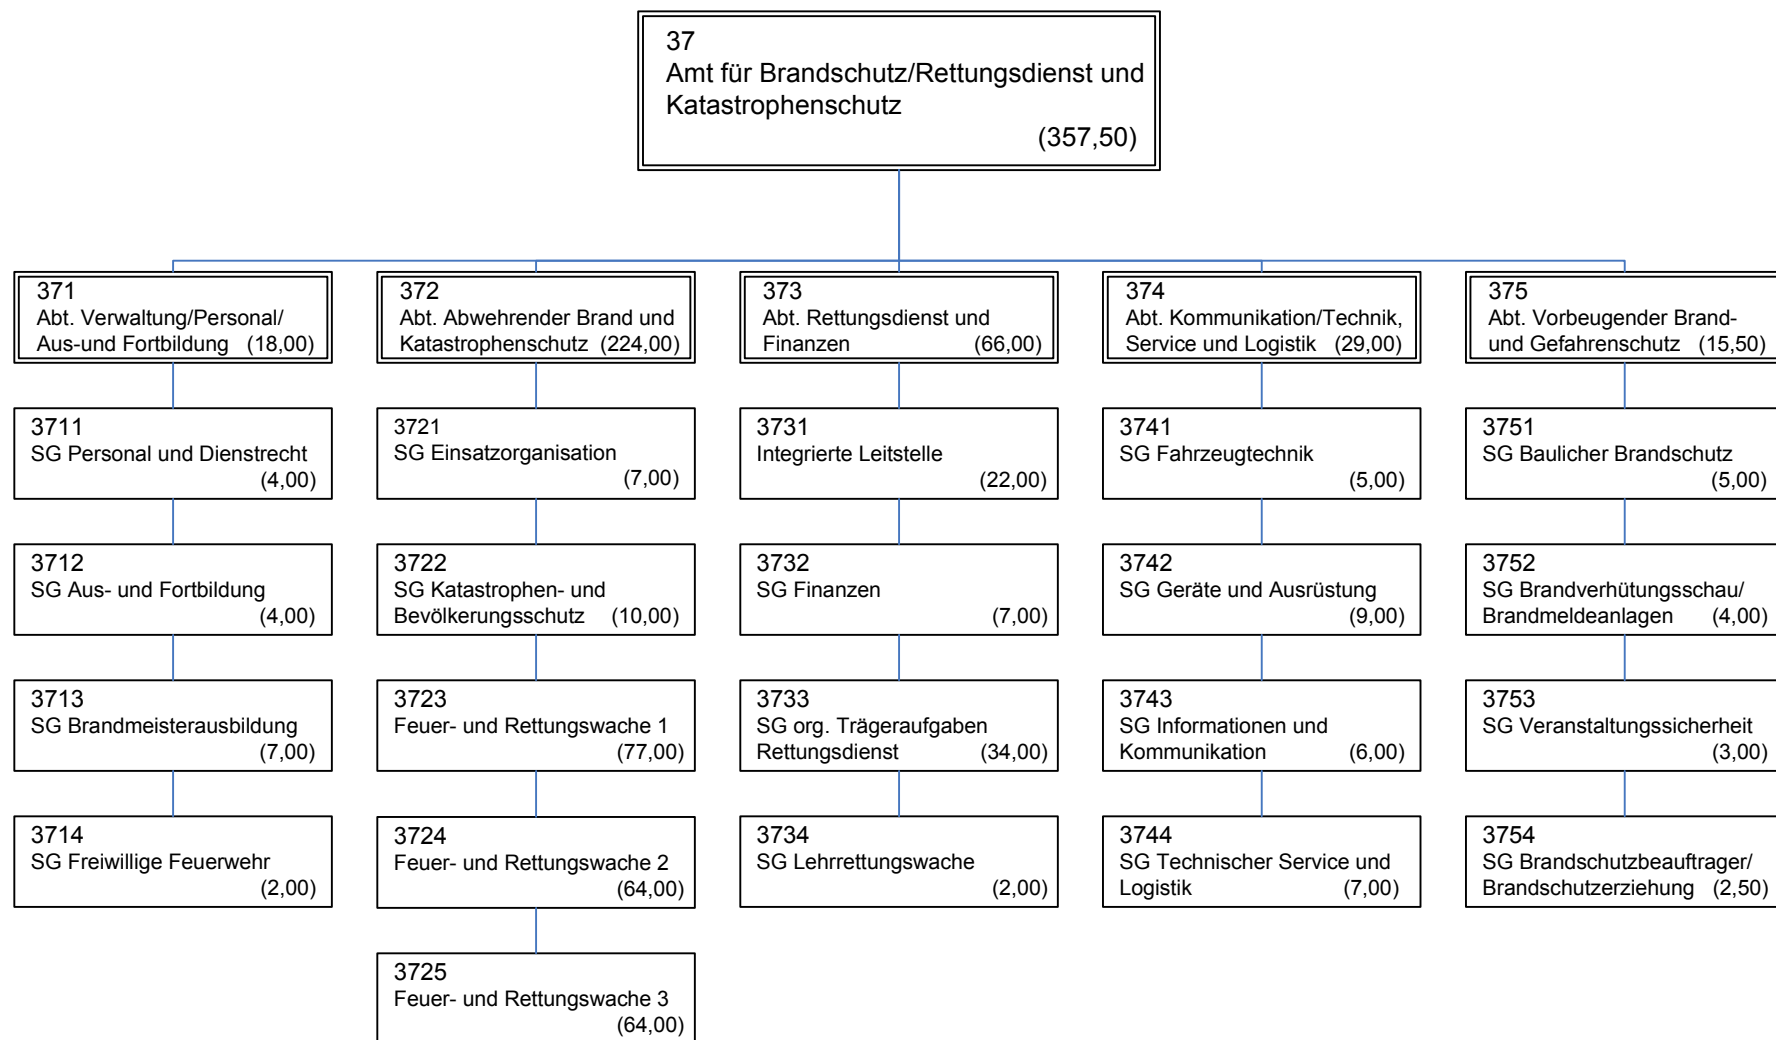 37
Amt für Brandschutz/Rettungsdienst und
Katastrophenschutz
(357,50)
371
Abt. Verwaltung/Personal/
Aus-und Fortbildung (18,00)
3711
SG Personal und Dienstrecht
(4,00)
3712
SG Aus- und Fortbildung
(4,00)
3713
SG Brandmeisterausbildung
(7,00)
3714
SG Freiwillige Feuerwehr
(2,00)
372
Abt. Abwehrender Brand und
Katastrophenschutz (224,00)
3721
SG Einsatzorganisation
(7,00)
3722
SG Katastrophen- und
Bevölkerungsschutz (10,00)
3723
Feuer- und Rettungswache 1
(77,00)
3724
Feuer- und Rettungswache 2
(64,00)
3725
Feuer- und Rettungswache 3
(64,00)
373
Abt. Rettungsdienst und
Finanzen (66,00)
3731
Integrierte Leitstelle
(22,00)
3732
SG Finanzen
(7,00)
3733
SG org. Trägeraufgaben
Rettungsdienst (34,00)
3734
SG Lehrrettungswache
(2,00)
374
Abt. Kommunikation/Technik,
Service und Logistik (29,00)
3741
SG Fahrzeugtechnik
(5,00)
3742
SG Geräte und Ausrüstung
(9,00)
3743
SG Informationen und
Kommunikation (6,00)
3744
SG Technischer Service und
Logistik (7,00)
375
Abt. Vorbeugender Brand-
und Gefahrenschutz (15,50)
3751
SG Baulicher Brandschutz
(5,00)
3752
SG Brandverhütungsschau/
Brandmeldeanlagen (4,00)
3753
SG Veranstaltungssicherheit
(3,00)
3754
SG Brandschutzbeauftrager/
Brandschutzerziehung (2,50)